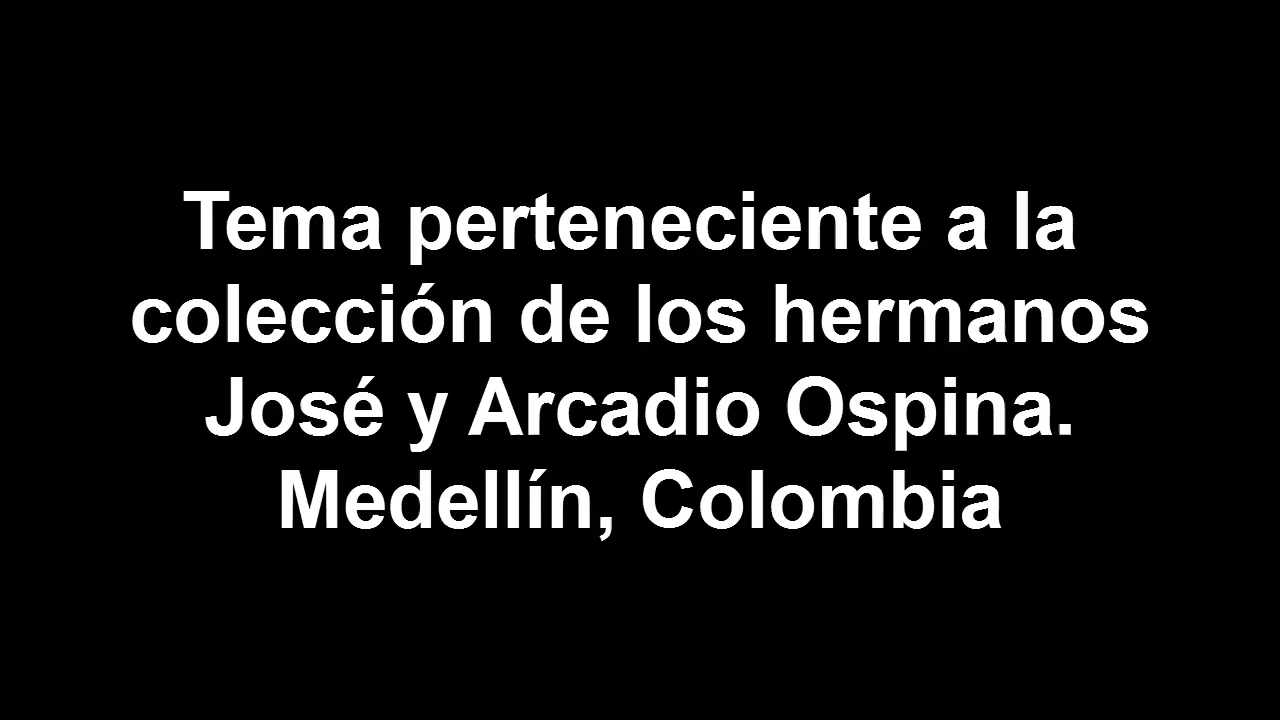 Tema perteneciente a la
colección de los hermanos
José y Arcadio Ospina.
Medellín, Colombia